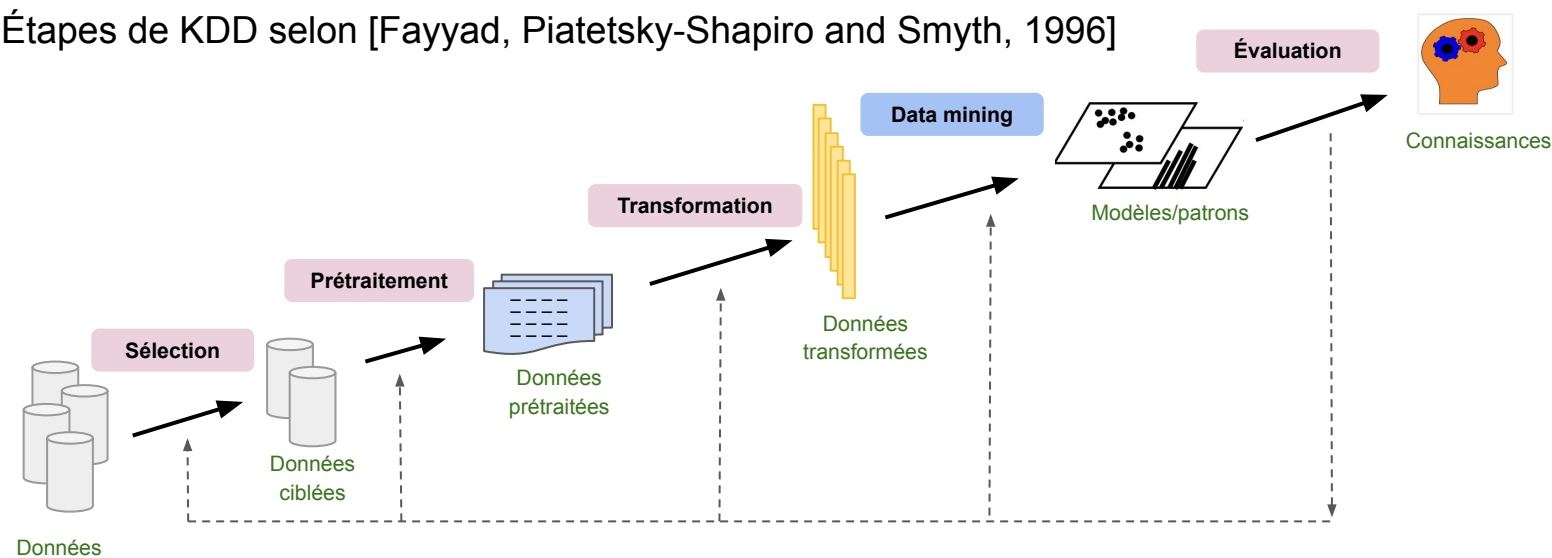 Étapes de KDD selon [Fayyad, Piatetsky-Shapiro and Smyth, 1996]
Évaluation
Data mining
Connaissances
Transformation
Modèles/patrons
Prétraitement
Données
transformées
Sélection
Données
prétraitées
Données
ciblées
Données